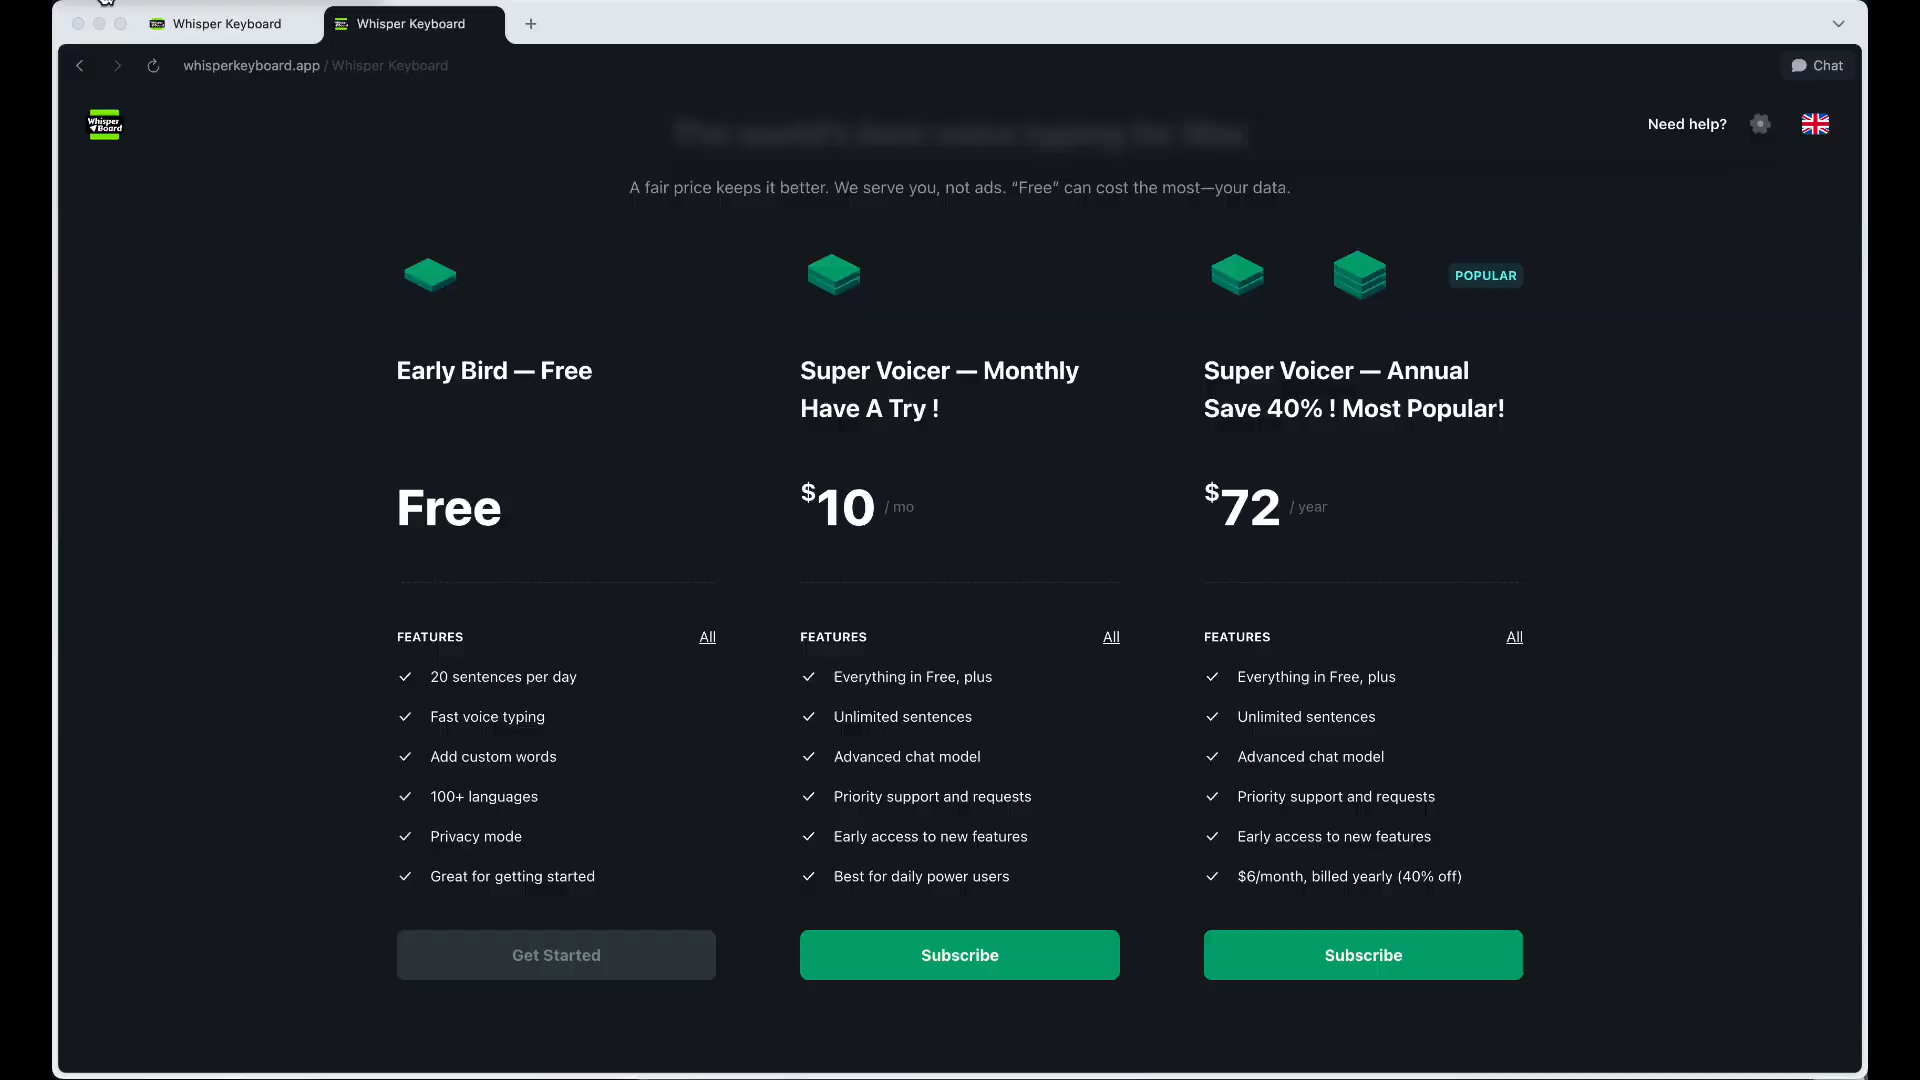 Whisper Keyboard
Whisper Keyboard
whisperkeyboard.app / Whisper Keyboard
Chat
Whisper
Board
Need help?
A fair price keeps it better. We serve you, not ads. “Free” can cost the most—your data.
POPULAR
Early Bird — Free
Super Voicer — Monthly
Have A Try !
Super Voicer — Annual
Save 40% ! Most Popular!
Free
$10 / mo
$72 / year
FEATURES All
20 sentences per day
Fast voice typing
Add custom words
100+ languages
Privacy mode
Great for getting started
Get Started
FEATURES All
Everything in Free, plus
Unlimited sentences
Advanced chat model
Priority support and requests
Early access to new features
Best for daily power users
Subscribe
FEATURES All
Everything in Free, plus
Unlimited sentences
Advanced chat model
Priority support and requests
Early access to new features
$6/month, billed yearly (40% off)
Subscribe